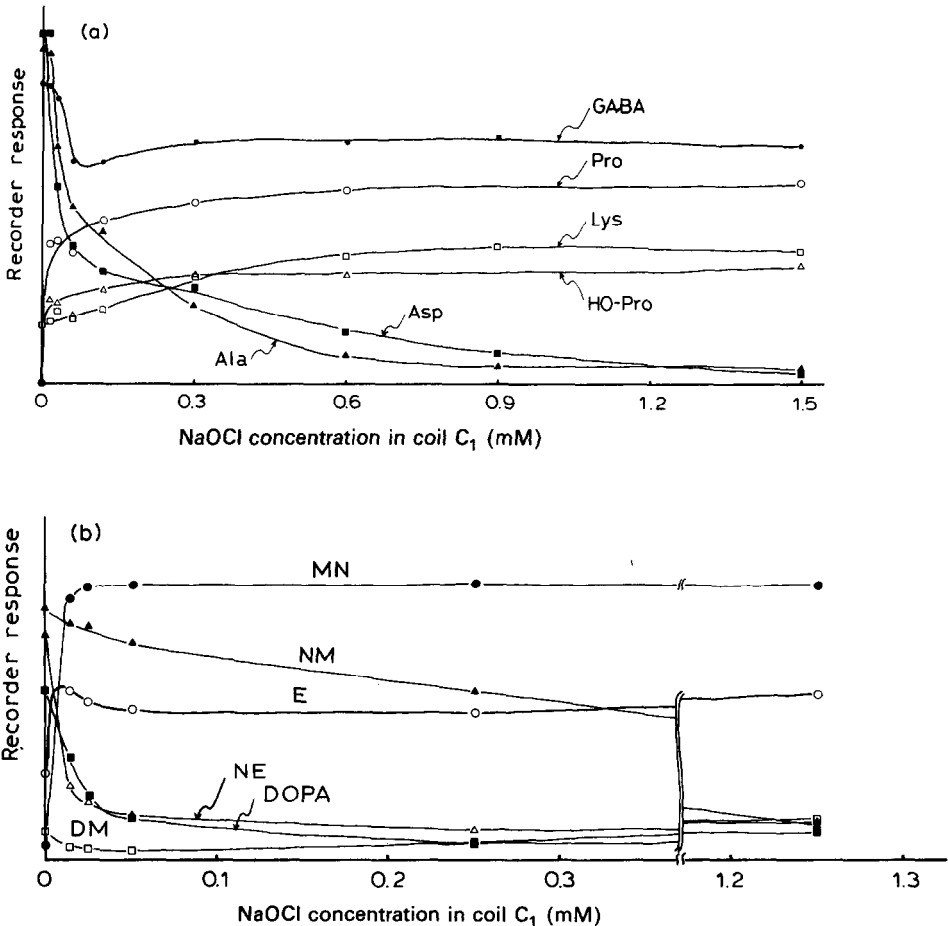 (a)
Recorder response
GABA
Pro
Lys
HO-Pro
Asp
Ala
0 0.3 0.6 0.9 1.2 1.5
NaOCl concentration in coil C₁ (mM)
(b)
Recorder response
MN
NM
E
NE
DOPA
DM
0 0.1 0.2 0.3 1.2 1.3
NaOCl concentration in coil C₁ (mM)